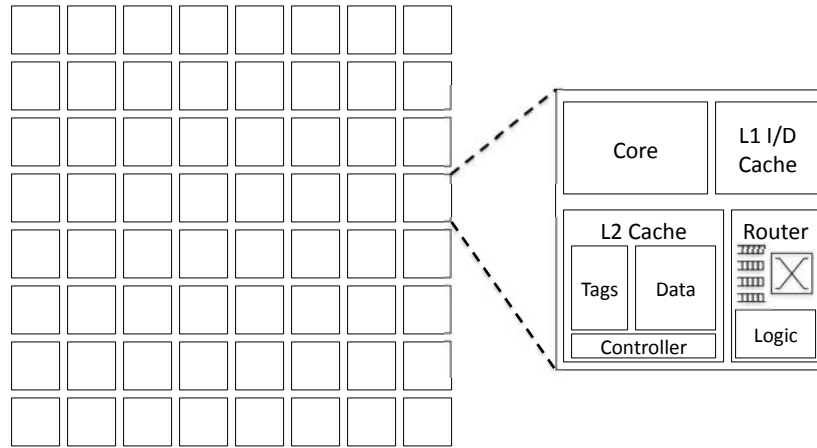 Core
L1 I/D
Cache
L2 Cache
Router
Tags
Data
Controller
Logic